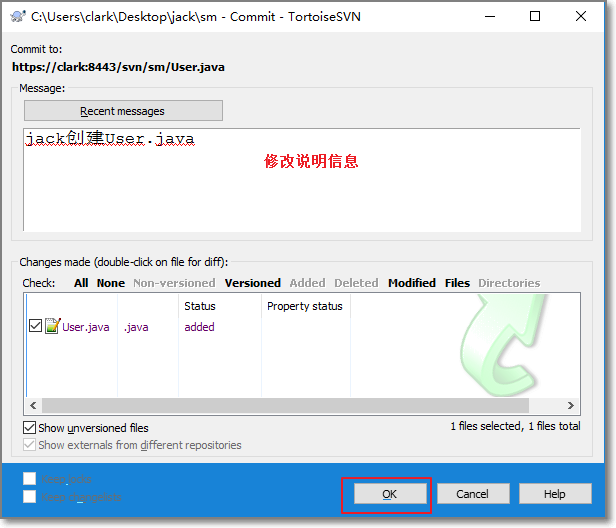 C:\Users\clark\Desktop\jack\sm - Commit - TortoiseSVN
Commit to:
https://clark:8443/svn/sm/User.java
Message:
Recent messages
jack创建User.java
修改说明信息
Changes made (double-click on file for diff):
Check: All None Non-versioned Versioned Added Deleted Modified Files Directories
Status Property status
User.java .java added
Show unversioned files
1 files selected, 1 files total
Show externals from different repositories
OK Cancel Help